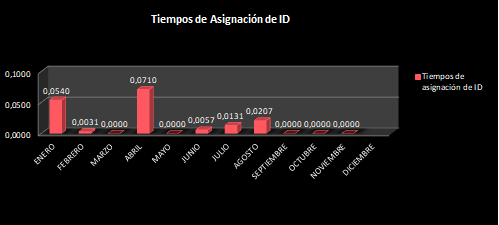 Tiempos de Asignación de ID
0,1000
0,0500
0,0000
0,0540
0,0031
0,0000
0,0710
0,0000
0,0057
0,0131
0,0207
0,0000
0,0000
0,0000
ENERO
FEBRERO
MARZO
ABRIL
MAYO
JUNIO
JULIO
AGOSTO
SEPTIEMBRE
OCTUBRE
NOVIEMBRE
DICIEMBRE
Tiempos de
asignación de ID